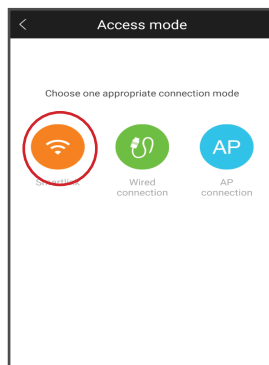 Access mode
Choose one appropriate connection mode
AP
Smartlink
Wired
connection
AP
connection